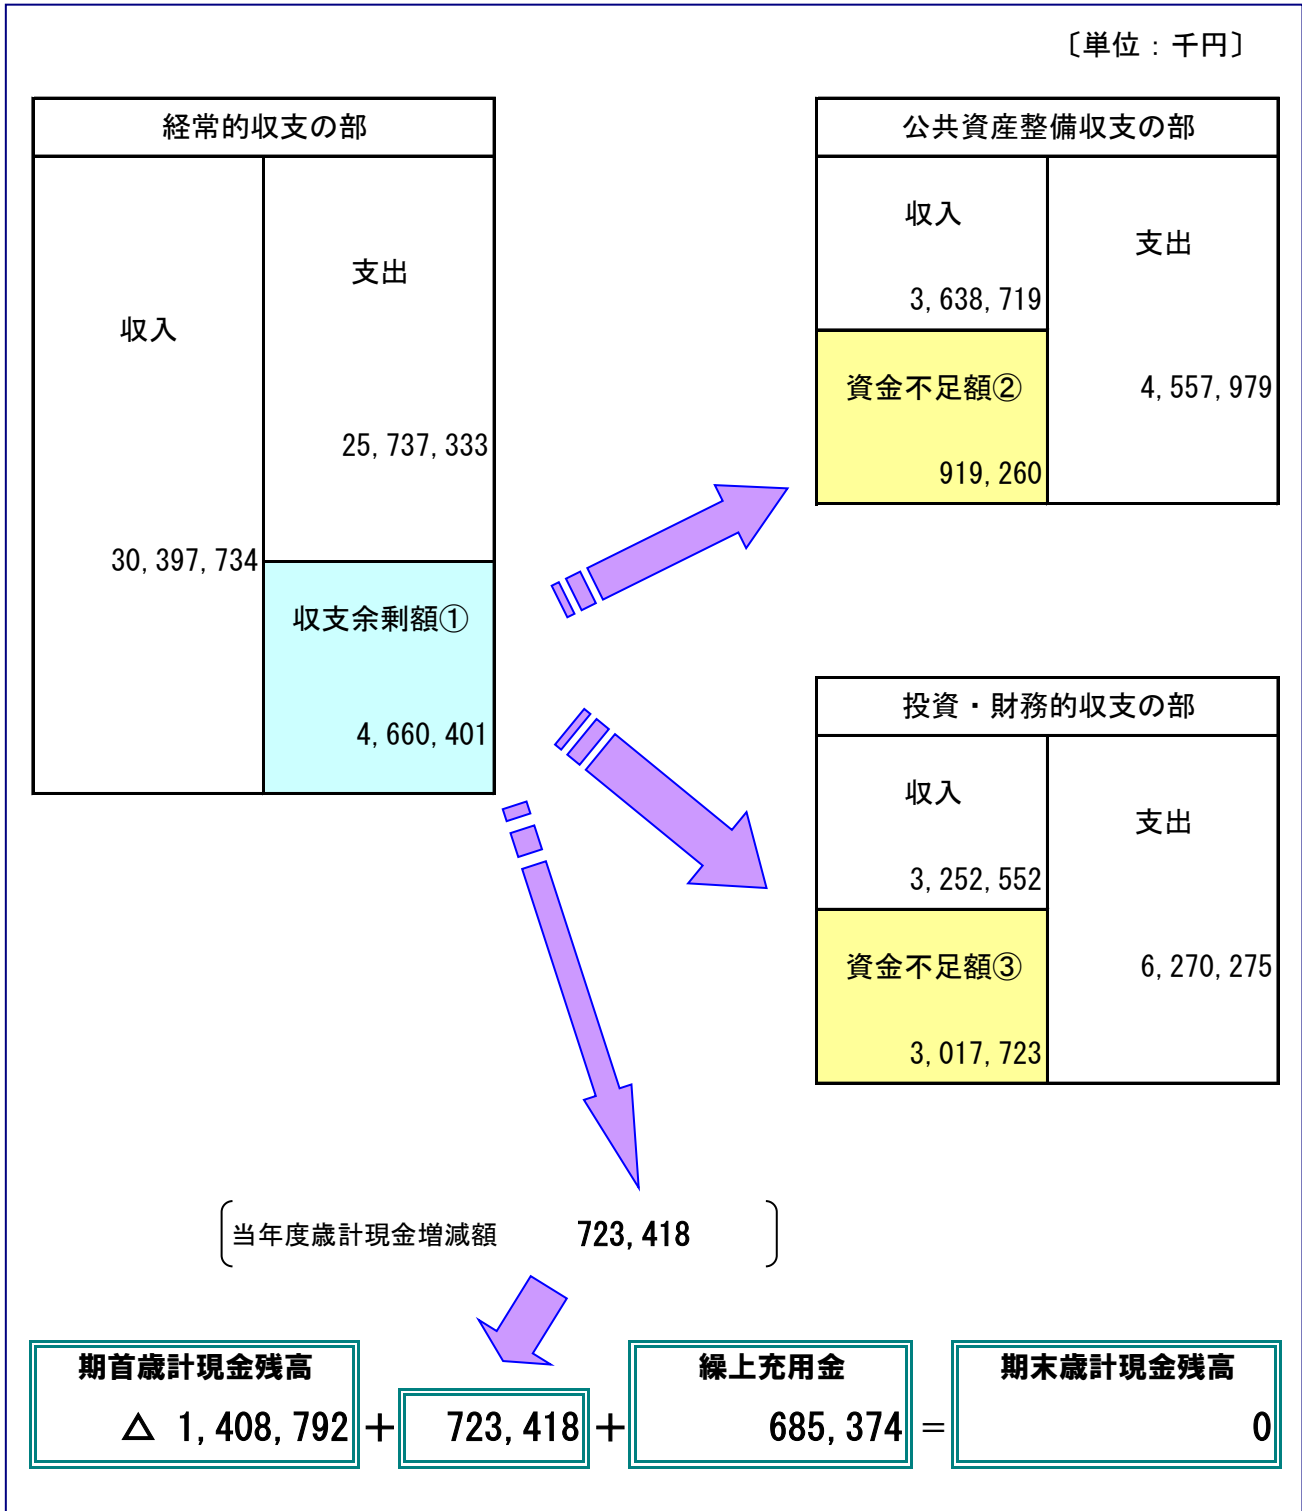 〔単位：千円〕
経常的収支の部
収入
30,397,734
支出
25,737,333
収支余剰額①
4,660,401
公共資産整備収支の部
収入
3,638,719
資金不足額②
919,260
支出
4,557,979
投資・財務的収支の部
収入
3,252,552
資金不足額③
3,017,723
支出
6,270,275
当年度歳計現金増減額 723,418
期首歳計現金残高 繰上充用金 期末歳計現金残高
△ 1,408,792 ＋ 723,418 ＋ 685,374 ＝ 0